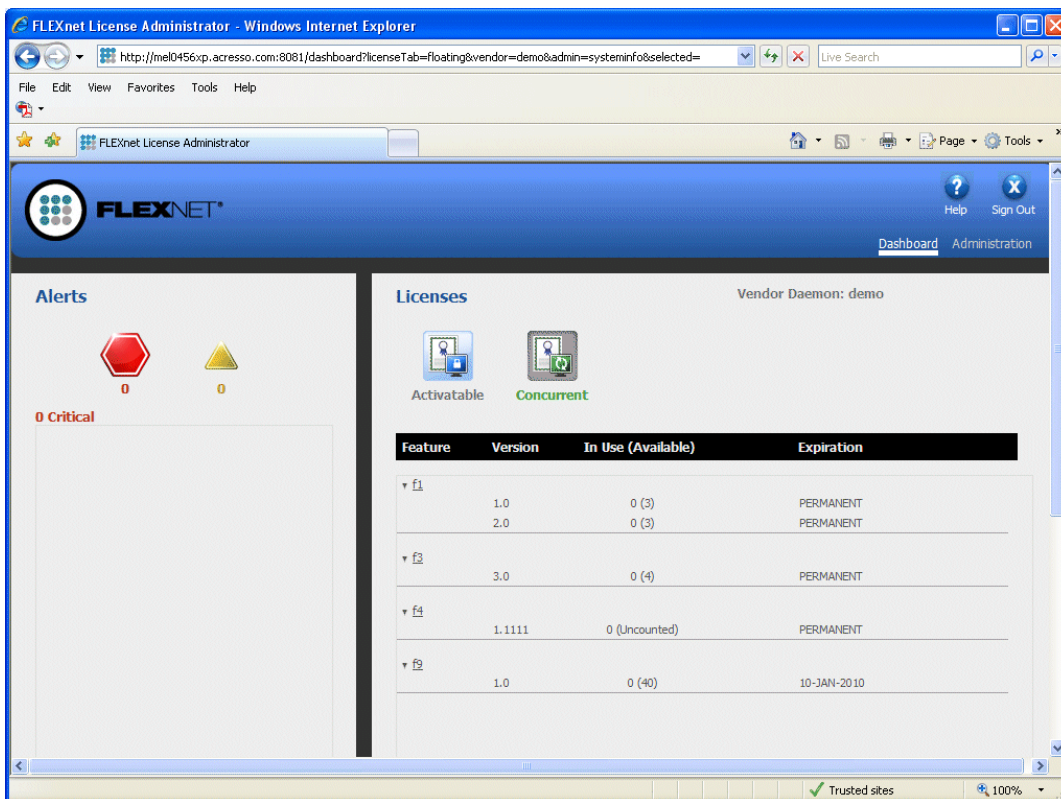 FLEXnet License Administrator - Windows Internet Explorer
http://mel0456xp.acresso.com:8081/dashboard?licenseTab=floating&vendor=demo&admin=systeminfo&selected=
Live Search
File Edit View Favorites Tools Help
FLEXnet License Administrator
Page Tools
FLEXNET
Help Sign Out
Dashboard Administration
Alerts
0 0
0 Critical
Licenses Vendor Daemon: demo
Activatable Concurrent
Feature Version In Use (Available) Expiration
f1
1.0 0 (3) PERMANENT
2.0 0 (3) PERMANENT
f3
3.0 0 (4) PERMANENT
f4
1.1111 0 (Uncounted) PERMANENT
f9
1.0 0 (40) 10-JAN-2010
Trusted sites 100%